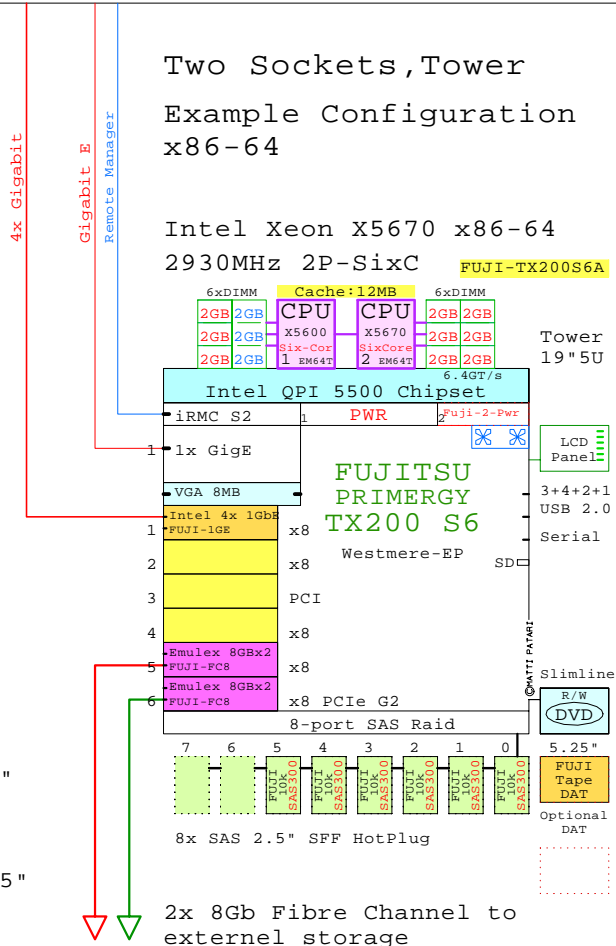 Two Sockets,Tower
Example Configuration
x86-64
4x Gigabit
Gigabit E
Remote Manager
Intel Xeon X5670 x86-64
2930MHz 2P-SixC
FUJI-TX200S6A
6xDIMM
Cache:12MB
6xDIMM
2GB 2GB CPU CPU 2GB 2GB
2GB 2GB X5600 X5670 2GB 2GB
Six-Cor SixCore
2GB 2GB 1 EM64T 2 EM64T 2GB 2GB
Tower
19"5U
6.4GT/s
Intel QPI 5500 Chipset
iRMC S2 1 PWR 2 Fuji-2-Pwr
1 1x GigE
LCD
Panel
FUJITSU
PRIMERGY
TX200 S6
Westmere-EP
VGA 8MB
3+4+2+1
USB 2.0
Serial
SD
Intel 4x 1GbE
1 FUJI-1GE x8
2 x8
3 PCI
4 x8
Emulex 8GBx2
5 FUJI-FC8 x8
Emulex 8GBx2
6 FUJI-FC8 x8 PCIe G2
©MATTI PATARI
Slimline
R/W
DVD
8-port SAS Raid
7 6 5 4 3 2 1 0
5.25"
FUJI 10k SAS300
FUJI 10k SAS300
FUJI 10k SAS300
FUJI 10k SAS300
FUJI 10k SAS300
FUJI 10k SAS300
FUJI
Tape
DAT
Optional
DAT
8x SAS 2.5" SFF HotPlug
"
5"
2x 8Gb Fibre Channel to
externel storage